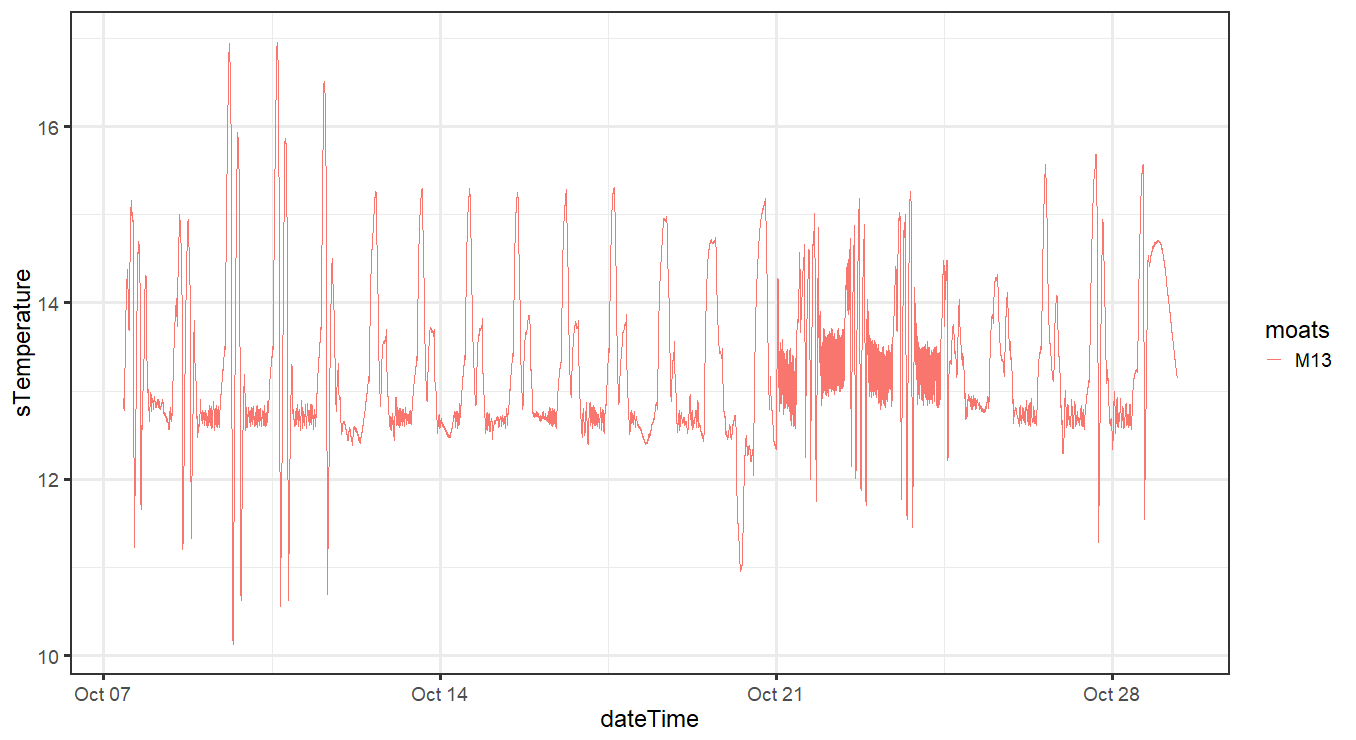 sTemperature
16
14
12
10
Oct 07
Oct 14
Oct 21
Oct 28
dateTime
moats
M13